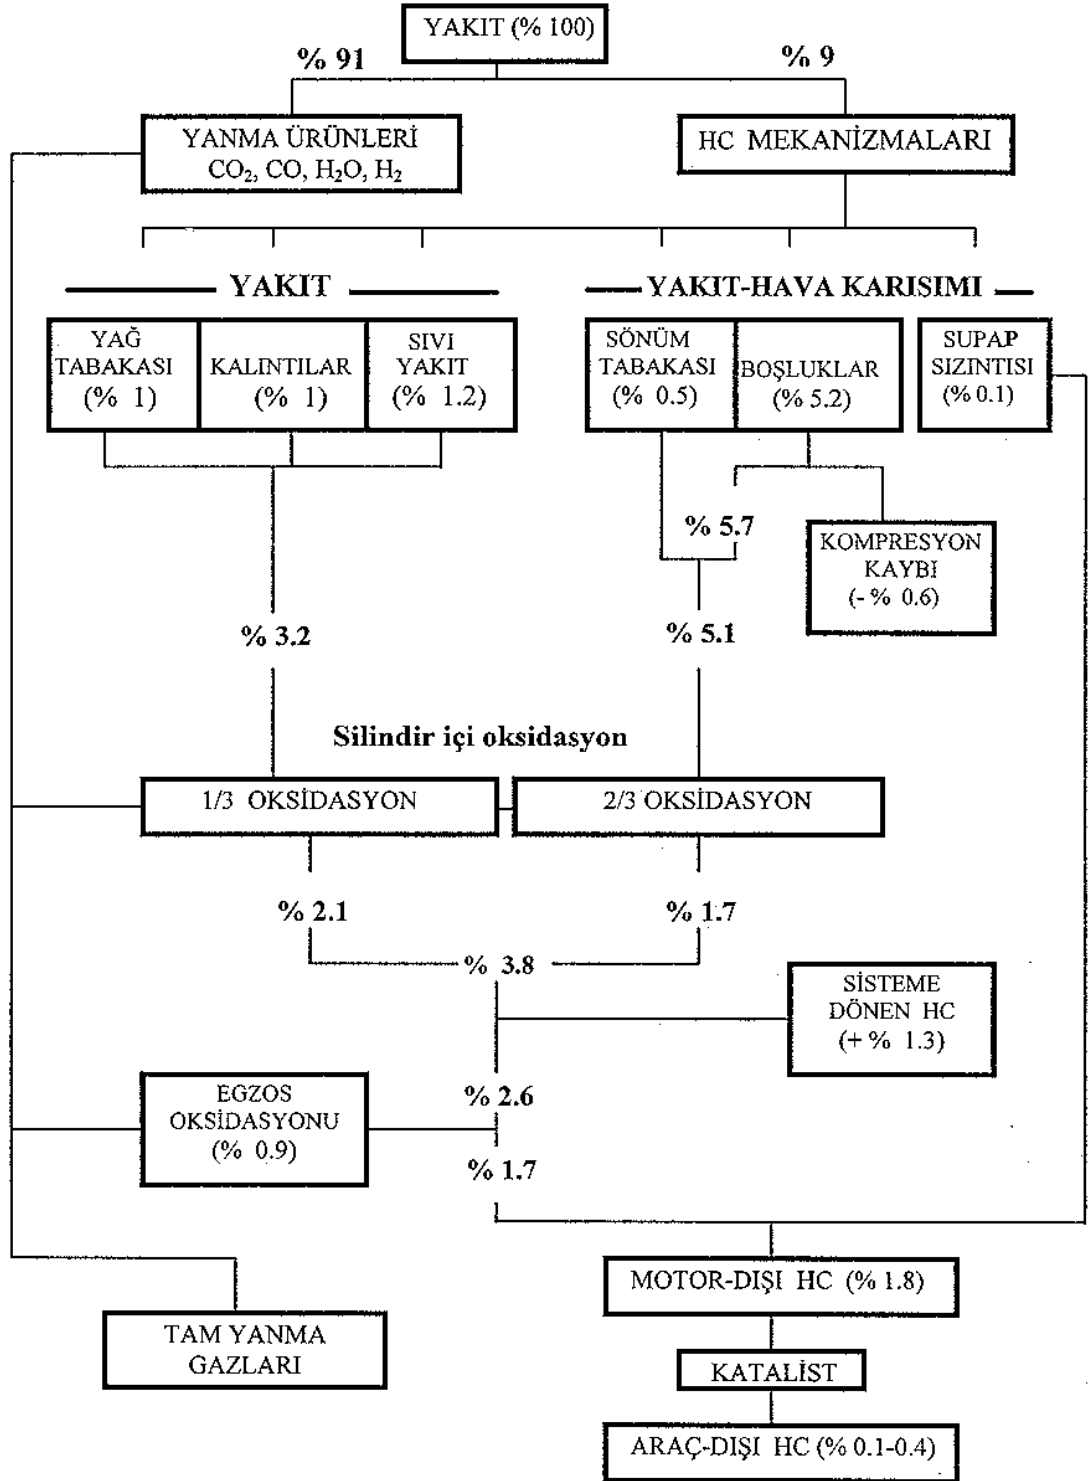 YAKIT (% 100)
% 91
% 9
YANMA ÜRÜNLERİ
CO₂, CO, H₂O, H₂
HC MEKANİZMALARI
YAKIT
YAKIT-HAVA KARISIMI
YAĞ
TABAKASI
(% 1)
KALINTILAR
(% 1)
SIVI
YAKIT
(% 1.2)
SÖNÜM
TABAKASI
(% 0.5)
BOŞLUKLAR
(% 5.2)
SUPAP
SIZINTISI
(% 0.1)
% 5.7
KOMPRESYON
KAYBI
(- % 0.6)
% 3.2
% 5.1
Silindir içi oksidasyon
1/3 OKSİDASYON
2/3 OKSİDASYON
% 2.1
% 1.7
% 3.8
SİSTEME
DÖNEN HC
(+ % 1.3)
% 2.6
EGZOS
OKSİDASYONU
(% 0.9)
% 1.7
MOTOR-DIŞI HC (% 1.8)
TAM YANMA
GAZLARI
KATALİST
ARAÇ-DIŞI HC (% 0.1-0.4)